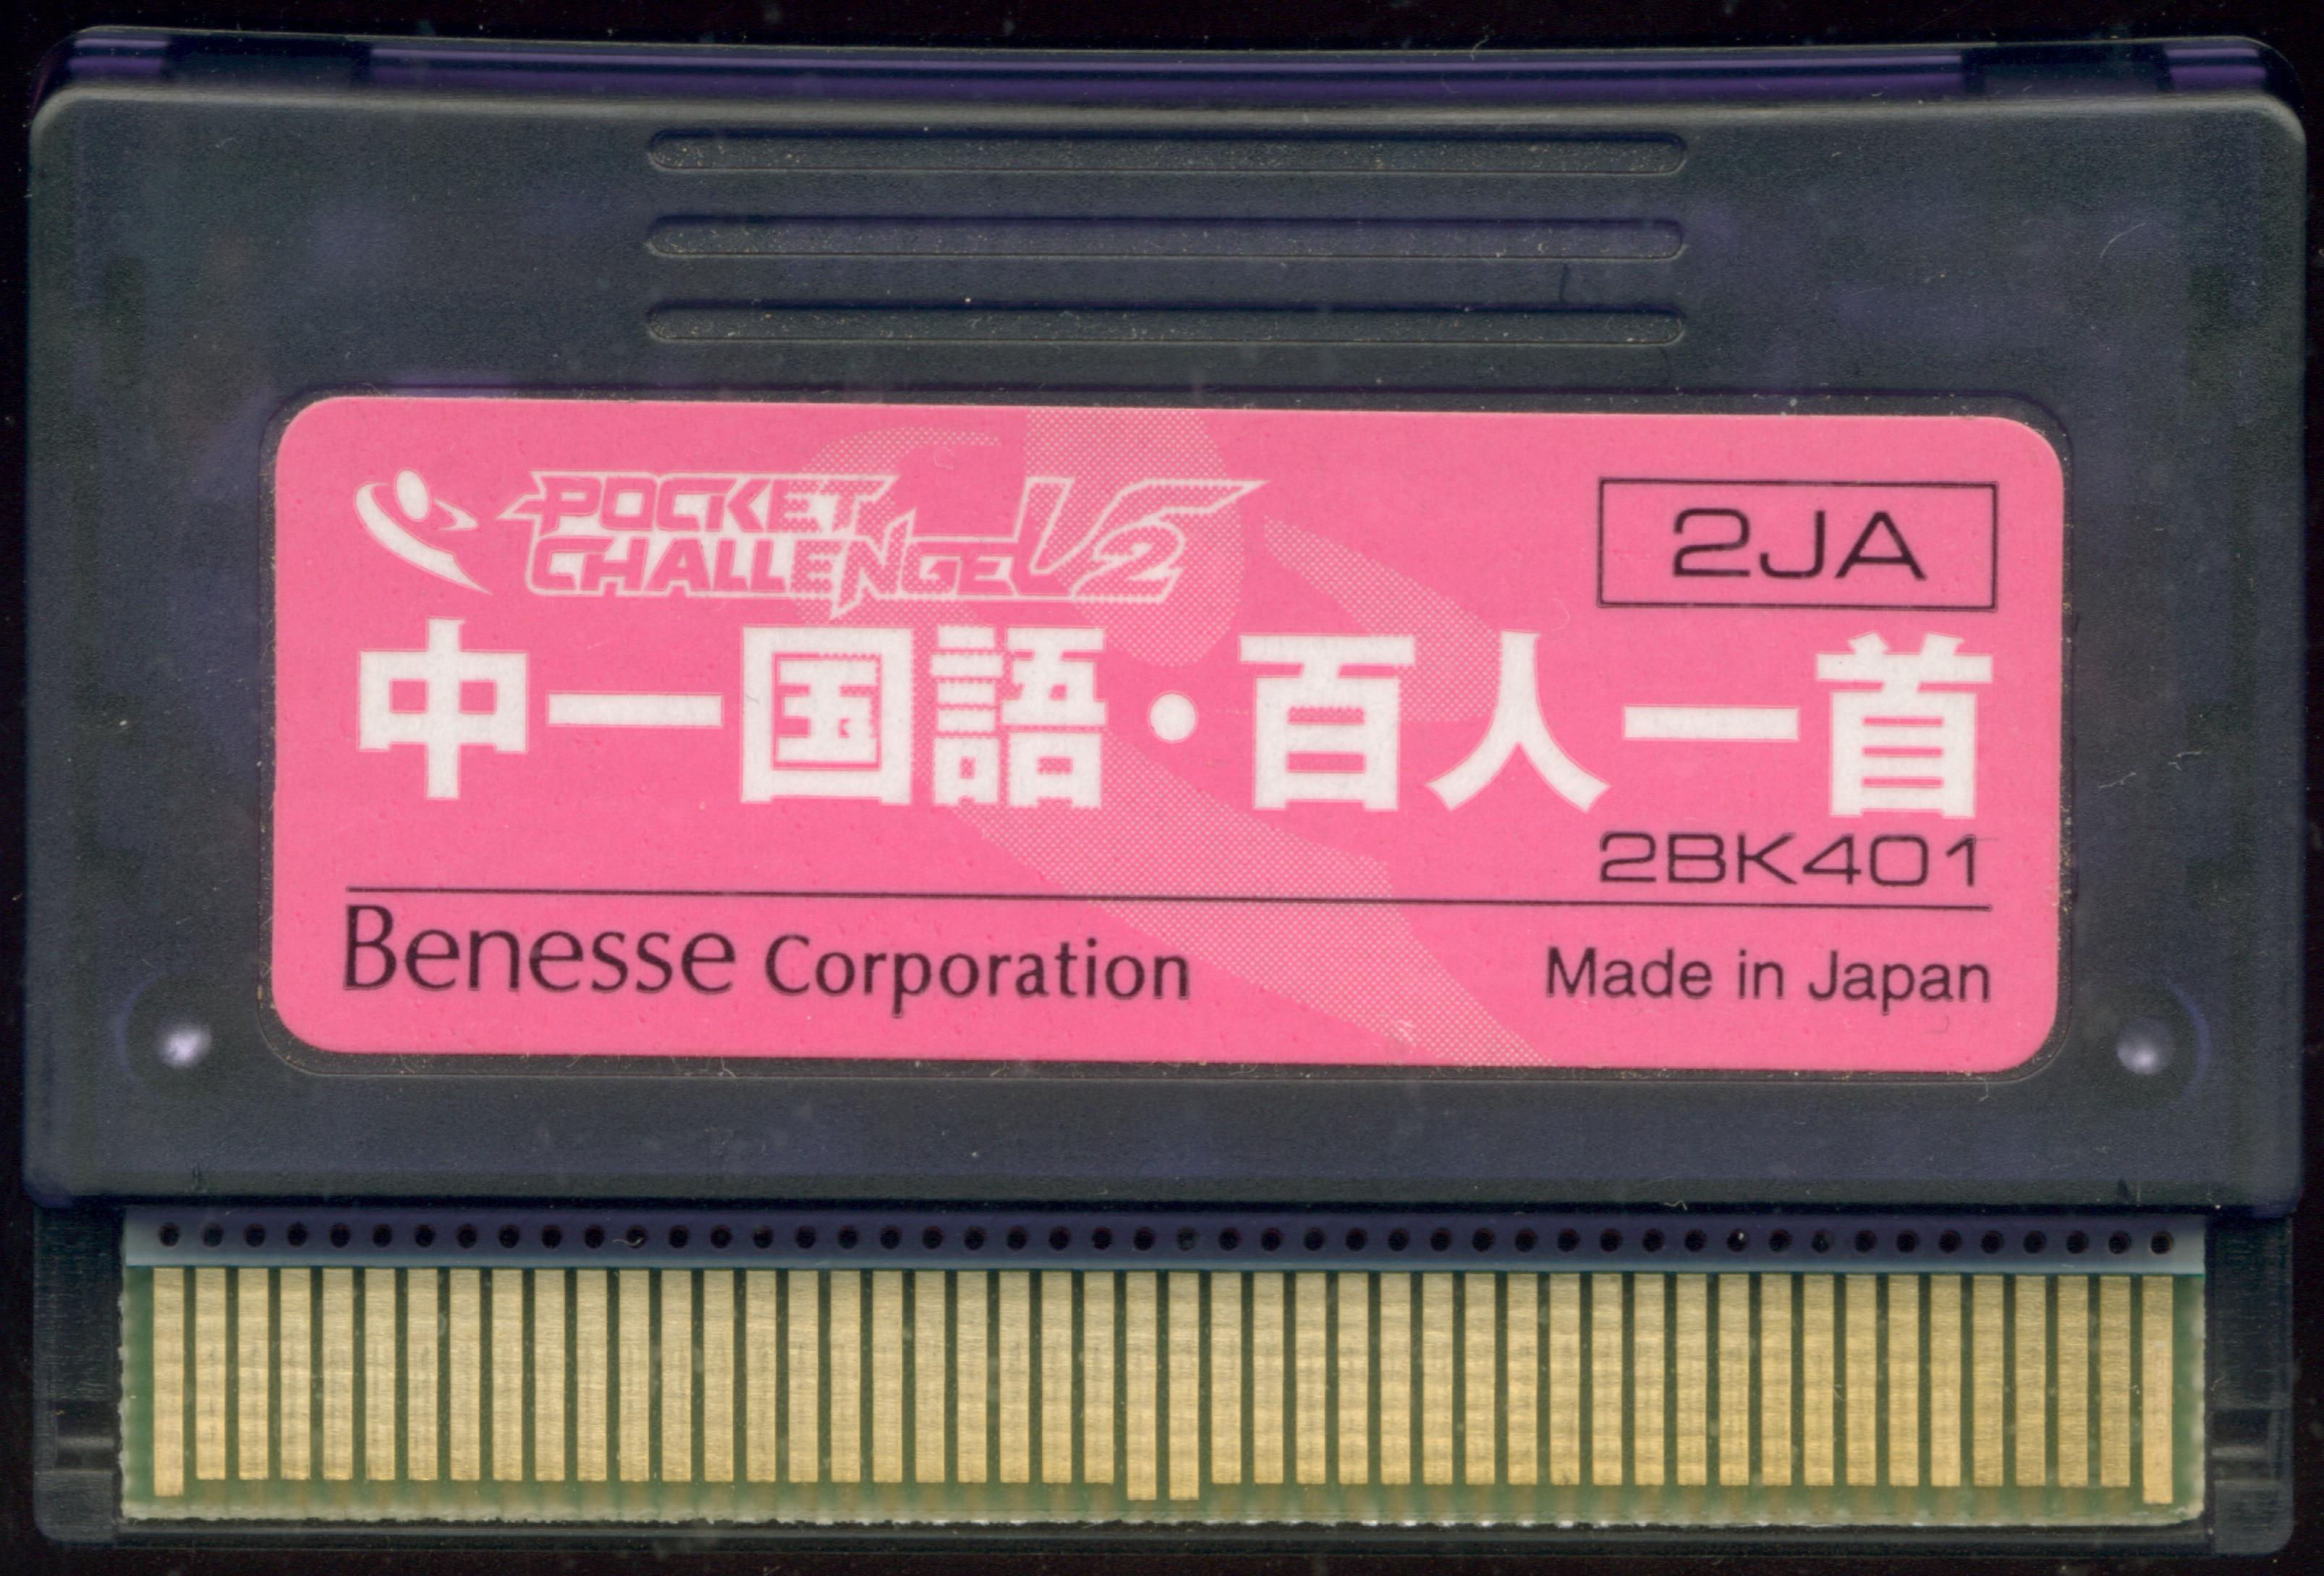 POCKET
CHALLENGE V2
2JA
中一国語・百人一首
2BK401
Benesse Corporation
Made in Japan